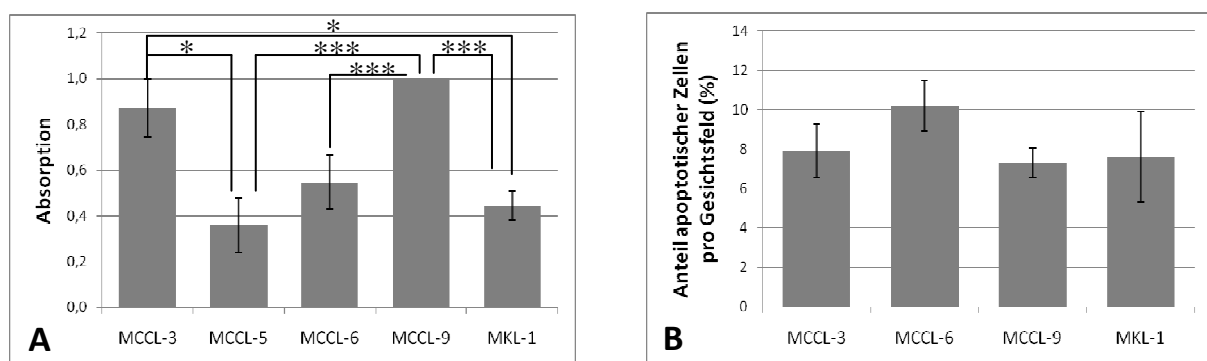 *
* *** ***
***
1,2
1,0
0,8
0,6
0,4
0,2
0,0
Absorption
MCCL-3 MCCL-5 MCCL-6 MCCL-9 MKL-1
A
Anteil apoptotischer Zellen
pro Gesichtsfeld (%)
14
12
10
8
6
4
2
0
MCCL-3 MCCL-6 MCCL-9 MKL-1
B